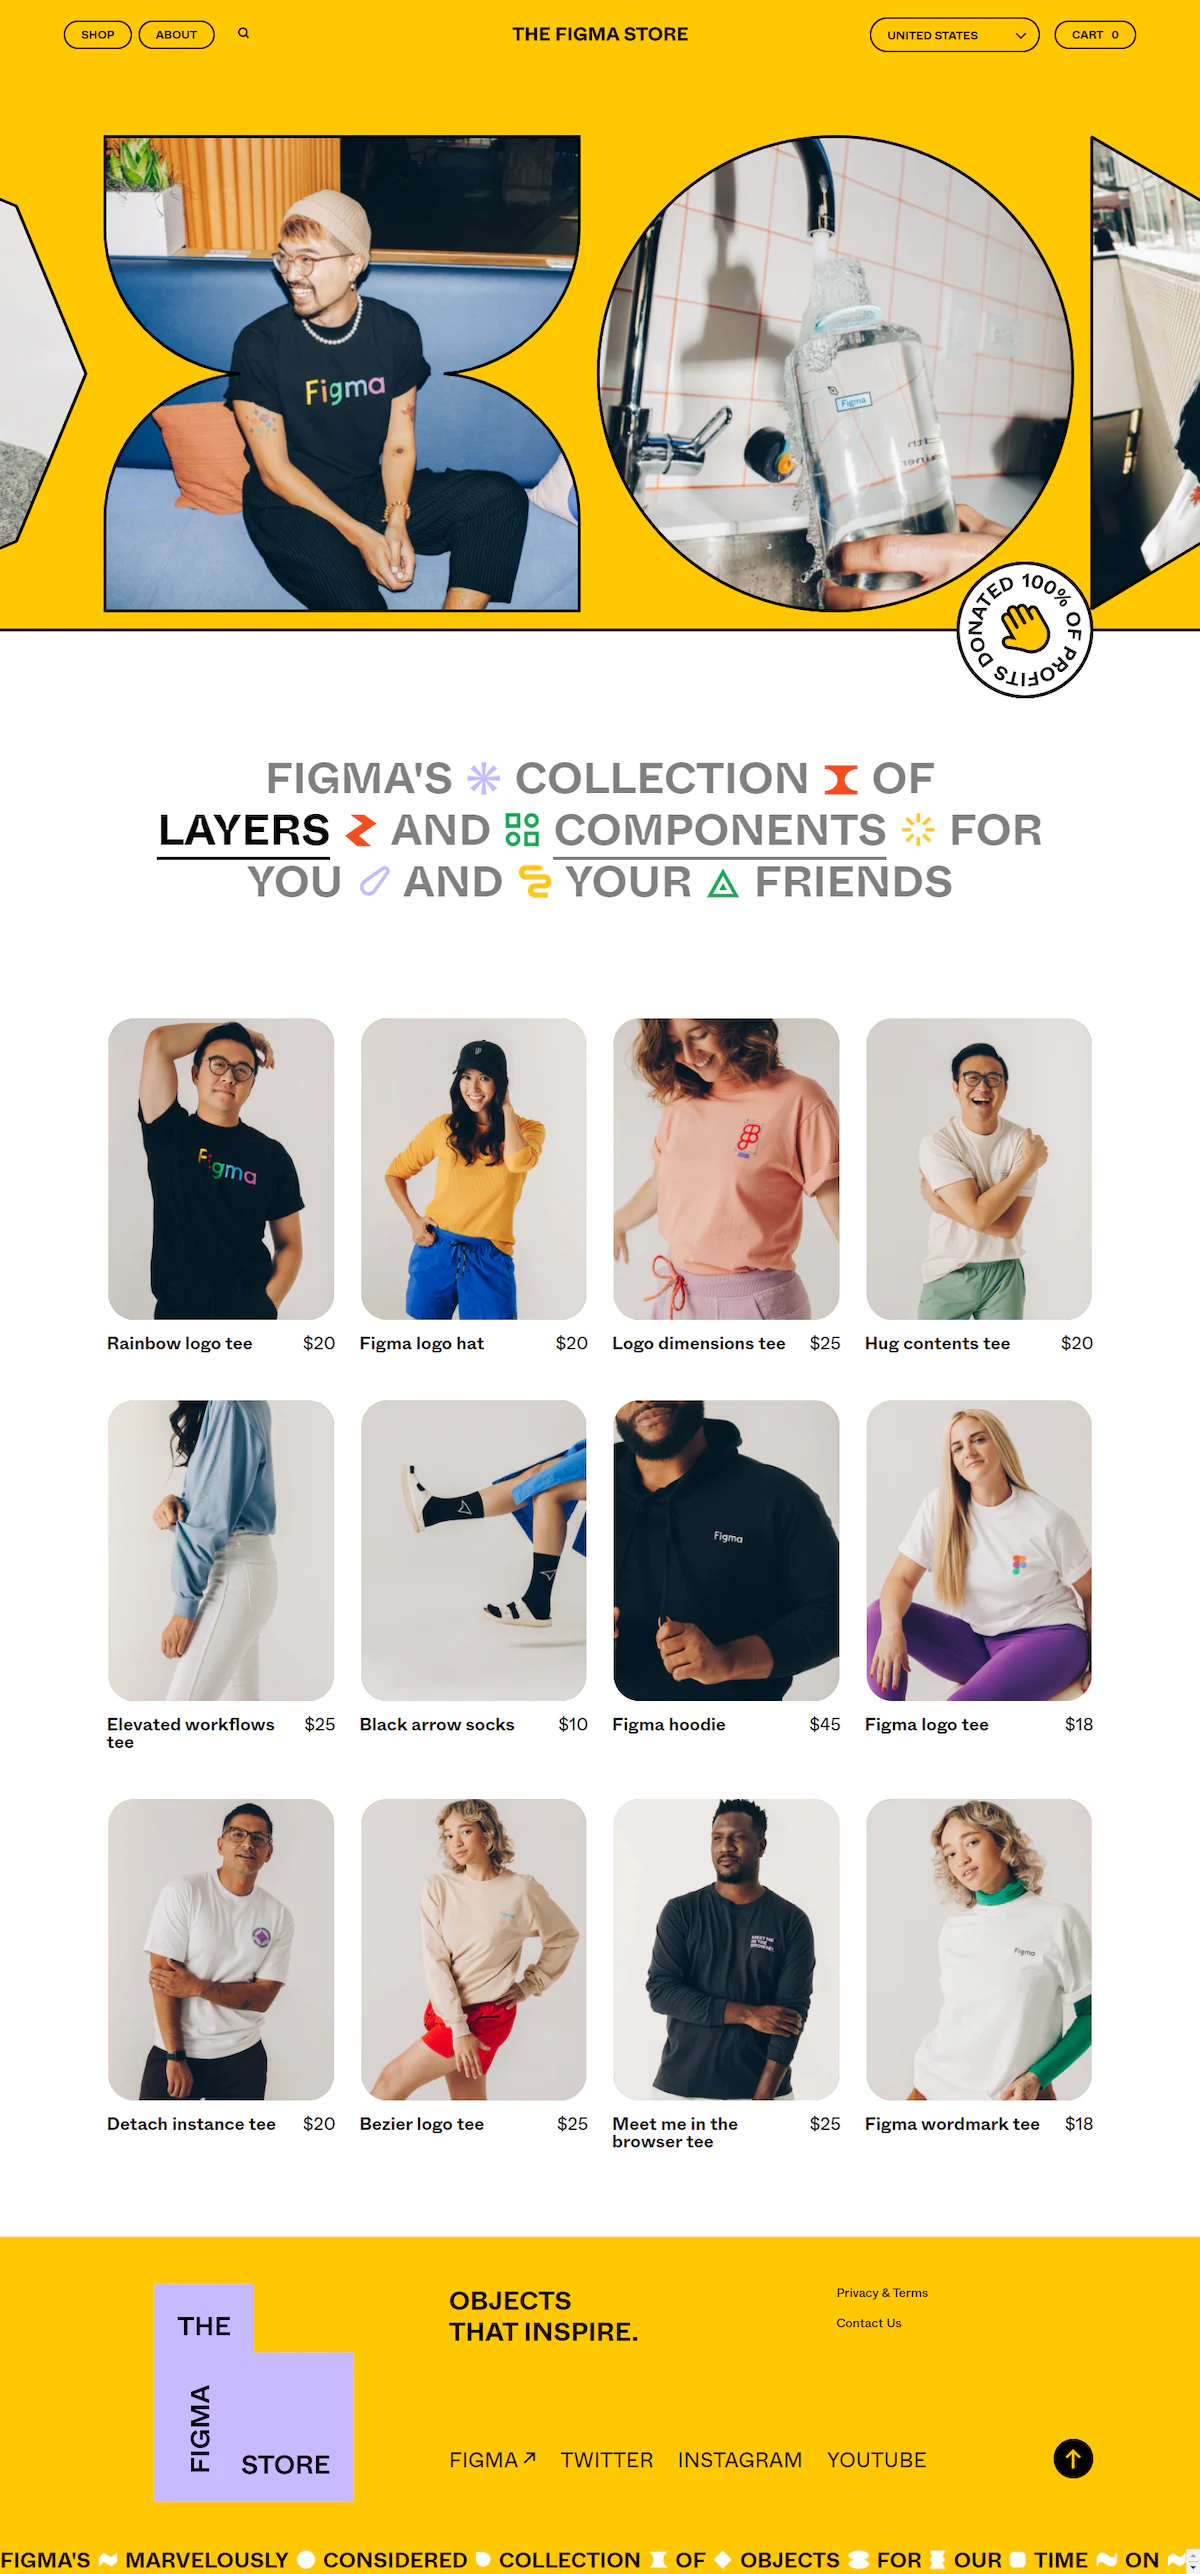 SHOP
ABOUT
THE FIGMA STORE
UNITED STATES
CART 0
Figma
Figma
100% OF PROFITS DONATED
FIGMA'S COLLECTION OF
LAYERS AND COMPONENTS FOR
YOU AND YOUR FRIENDS
Figma
Rainbow logo tee $20
Figma logo hat $20
Logo dimensions tee $25
Hug contents tee $20
Figma
Elevated workflows
tee
$25
Black arrow socks $10
Figma hoodie $45
Figma logo tee $18
MEET ME
IN THE
BROWSER
Figma
Detach instance tee $20
Bezier logo tee $25
Meet me in the
browser tee
$25
Figma wordmark tee $18
THE
FIGMA
STORE
OBJECTS
THAT INSPIRE.
Privacy & Terms
Contact Us
FIGMA↗ TWITTER INSTAGRAM YOUTUBE
FIGMA'S MARVELOUSLY CONSIDERED COLLECTION OF OBJECTS FOR OUR TIME ON